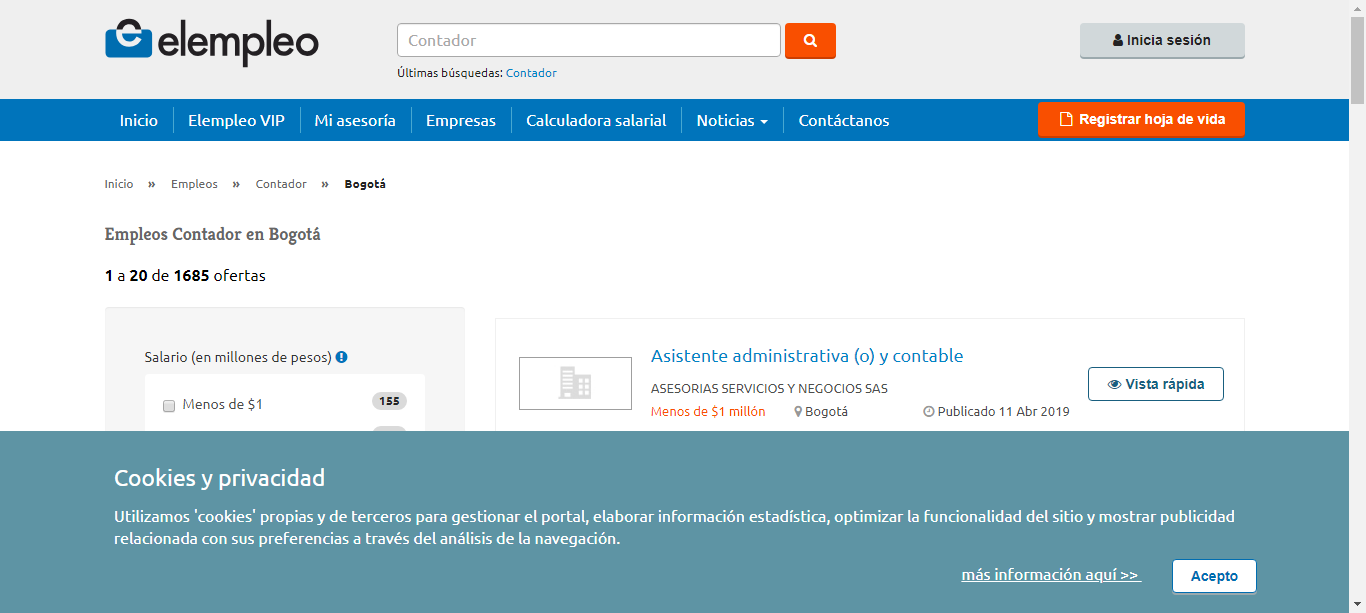 elempleo
Contador
Inicia sesión
Últimas búsquedas: Contador
Inicio Elempleo VIP Mi asesoría Empresas Calculadora salarial Noticias Contáctanos Registrar hoja de vida
Inicio » Empleos » Contador » Bogotá
Empleos Contador en Bogotá
1 a 20 de 1685 ofertas
Salario (en millones de pesos)
Menos de $1 155
Asistente administrativa (o) y contable
ASESORIAS SERVICIOS Y NEGOCIOS SAS
Menos de $1 millón Bogotá Publicado 11 Abr 2019
Vista rápida
Cookies y privacidad
Utilizamos 'cookies' propias y de terceros para gestionar el portal, elaborar información estadística, optimizar la funcionalidad del sitio y mostrar publicidad
relacionada con sus preferencias a través del análisis de la navegación.
más información aquí >>
Acepto